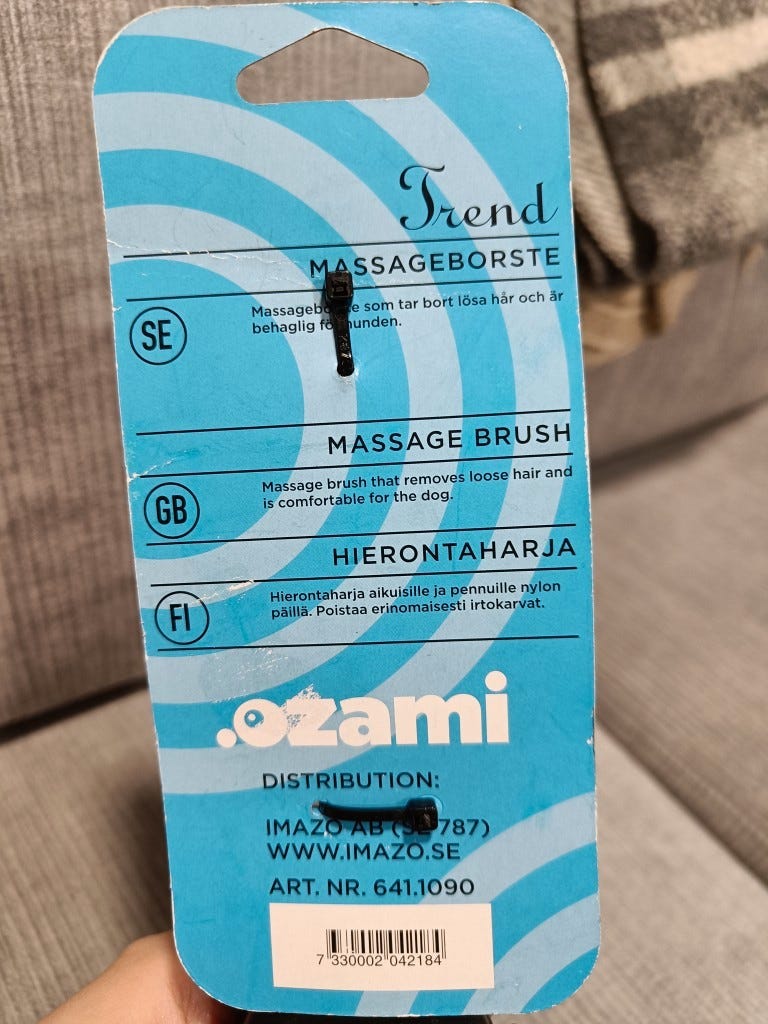 Trend
MASSAGEBORSTE
SE
som tar bort lösa hår och är
behaglig hunden.
MASSAGE BRUSH
GB
Massage brush that removes loose hair and
is comfortable for the dog.
HIERONTAHARJA
FI
Hierontaharja aikuisille ja pennuille nylon
päillä. Poistaa erinomaisesti irtokarvat.
.ozami
DISTRIBUTION:
IMAZO AB (SE 787)
WWW.IMAZO.SE
ART. NR. 641.1090
7 330002 042184